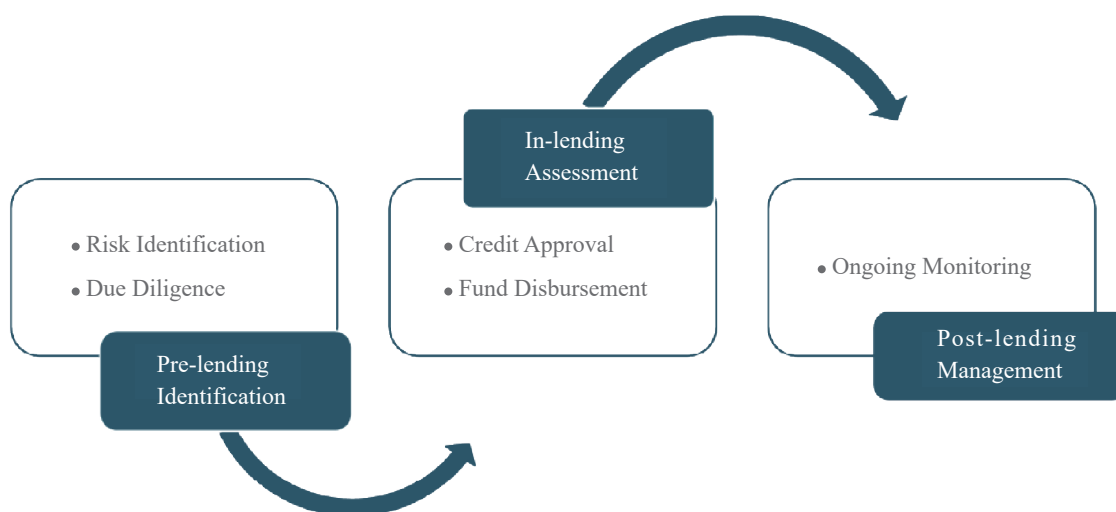 • Risk Identification
• Due Diligence
Pre-lending
Identification
In-lending
Assessment
• Credit Approval
• Fund Disbursement
• Ongoing Monitoring
Post-lending
Management